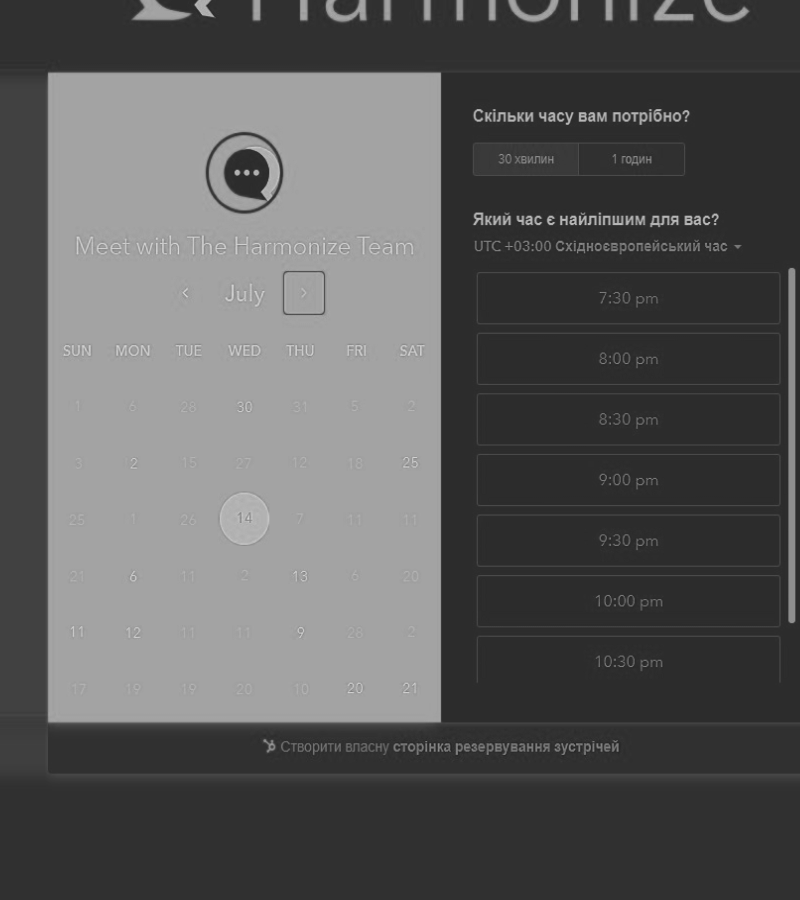 Harmonize
Meet with The Harmonize Team
July
SUN MON TUE WED THU FRI SAT
1 6 28 30 31 5 2
3 2 15 27 12 18 25
25 1 26 14 7 11 11
21 6 11 2 13 6 20
11 12 11 11 9 28 2
17 19 19 20 10 20 21
Скільки часу вам потрібно?
30 хвилин 1 годин
Який час є найліпшим для вас?
UTC +03:00 Східноєвропейський час
7:30 pm
8:00 pm
8:30 pm
9:00 pm
9:30 pm
10:00 pm
10:30 pm
Створити власну сторінка резервування зустрічей